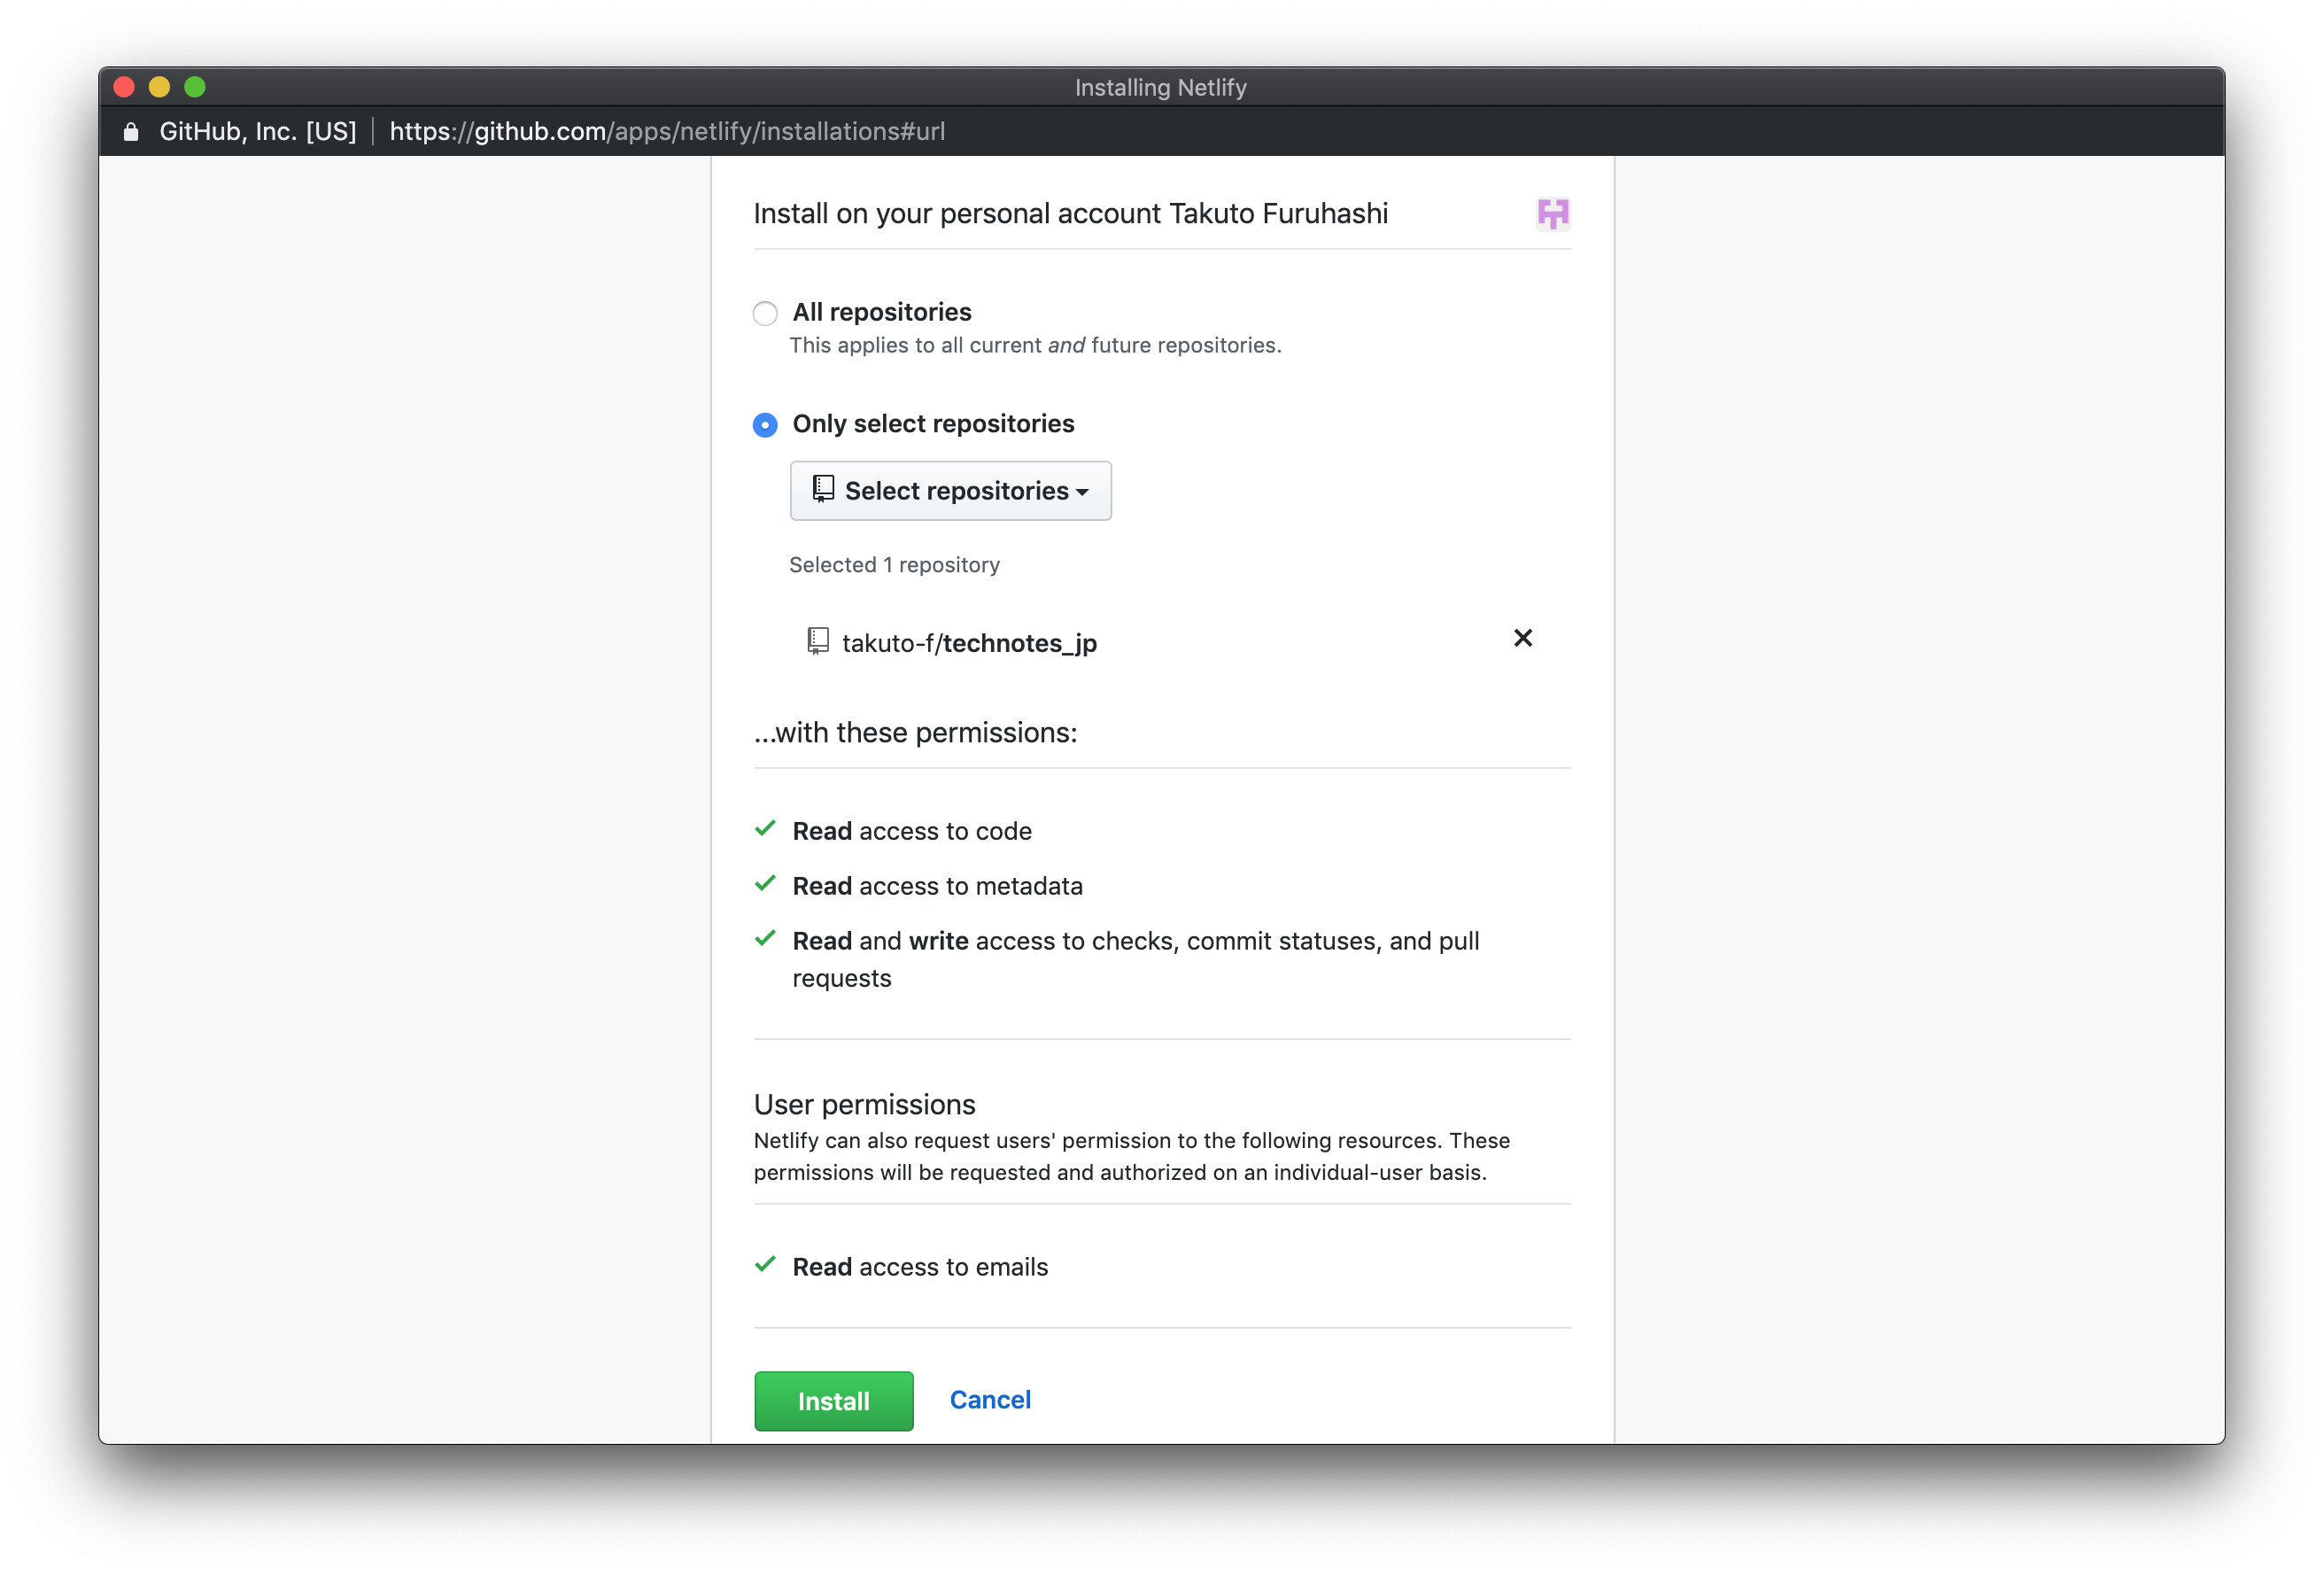 Installing Netlify
GitHub, Inc. [US] https://github.com/apps/netlify/installations#url
Install on your personal account Takuto Furuhashi
All repositories
This applies to all current and future repositories.
Only select repositories
Select repositories
Selected 1 repository
takuto-f/technotes_jp
...with these permissions:
Read access to code
Read access to metadata
Read and write access to checks, commit statuses, and pull
requests
User permissions
Netlify can also request users' permission to the following resources. These
permissions will be requested and authorized on an individual-user basis.
Read access to emails
Install Cancel